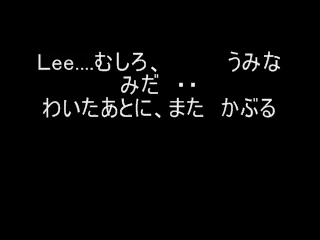 Lee....むしろ、　　　うみな
みだ　・・
わいたあとに、また　かぶる